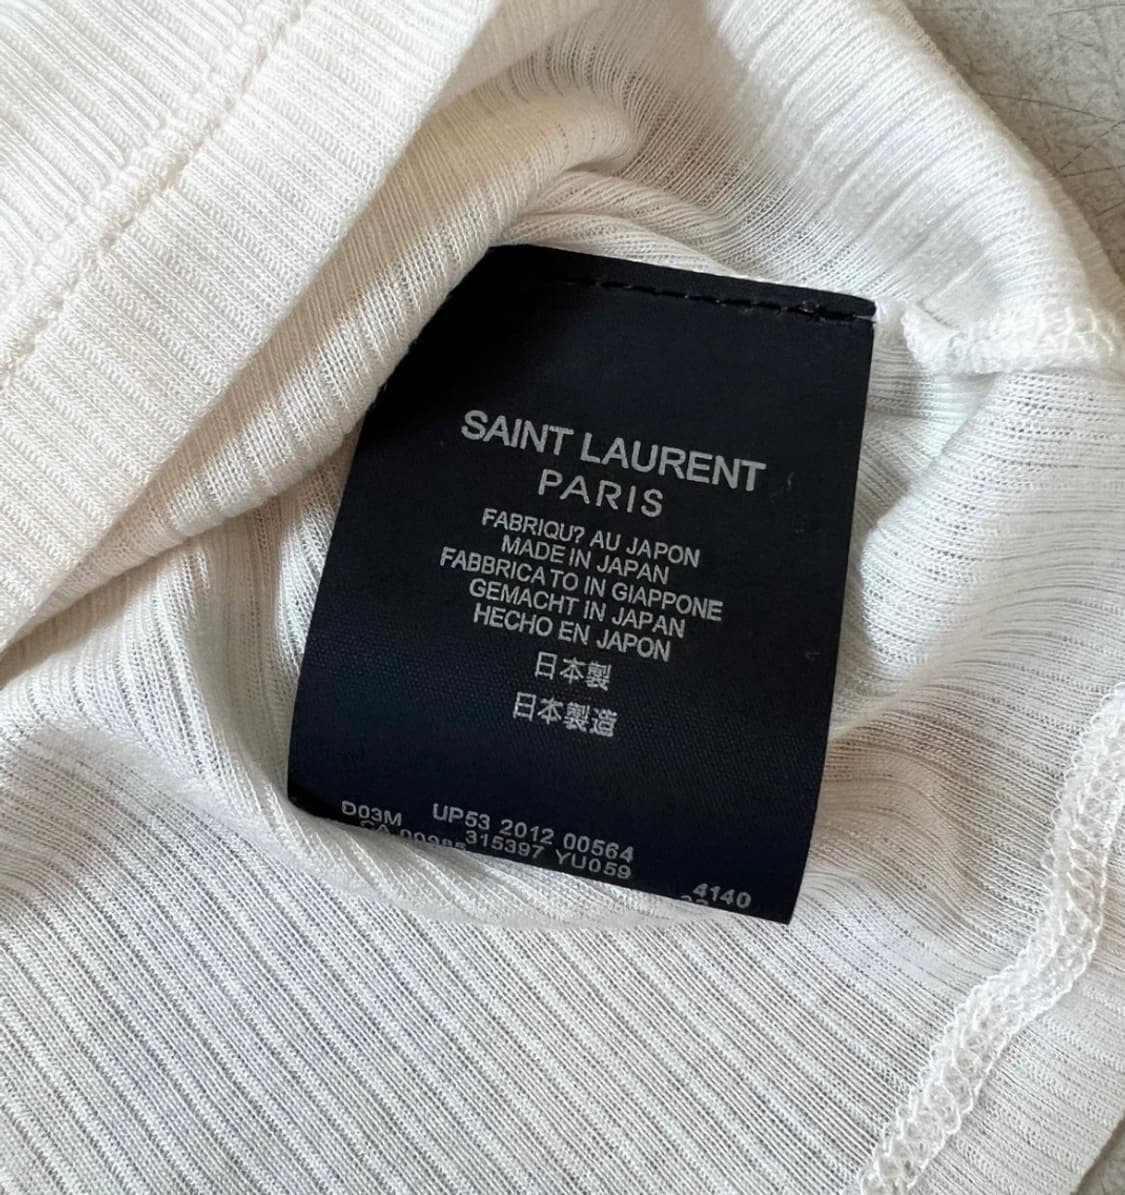 SAINT LAURENT
PARIS
FABRIQU? AU JAPON
MADE IN JAPAN
FABBRICATO IN GIAPPONE
GEMACHT IN JAPAN
HECHO EN JAPON
日本製
日本製造
D03M UP53 2012 00564
315397 YU059
4140